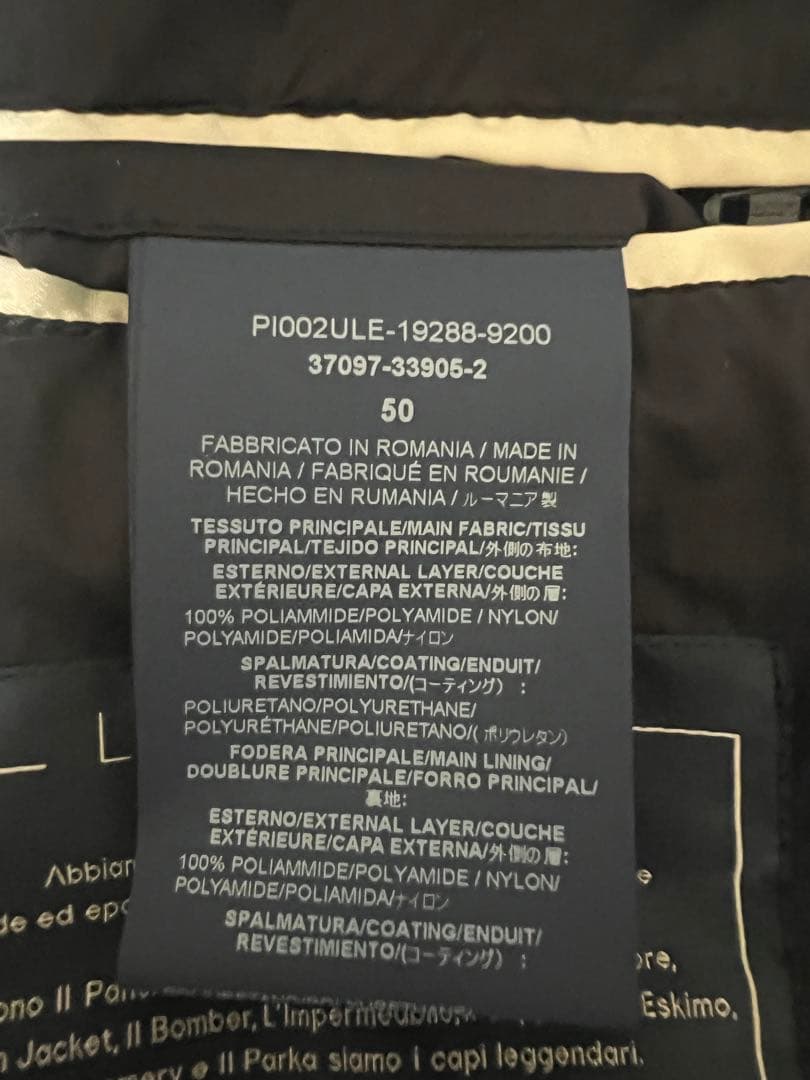 PI002ULE-19288-9200
37097-33905-2
50
FABBRICATO IN ROMANIA / MADE IN
ROMANIA / FABRIQUÉ EN ROUMANIE /
HECHO EN RUMANIA / ルーマニア製
TESSUTO PRINCIPALE/MAIN FABRIC/TISSU
PRINCIPAL/TEJIDO PRINCIPAL/外側の布地:
ESTERNO/EXTERNAL LAYER/COUCHE
EXTÉRIEURE/CAPA EXTERNA/外側の層:
100% POLIAMMIDE/POLYAMIDE / NYLON/
POLYAMIDE/POLIAMIDA/ナイロン
SPALMATURA/COATING/ENDUIT/
REVESTIMIENTO/(コーティング) :
POLIURETANO/POLYURETHANE/
POLYURÉTHANE/POLIURETANO/( ポリウレタン)
FODERA PRINCIPALE/MAIN LINING/
DOUBLURE PRINCIPALE/FORRO PRINCIPAL/
裏地:
ESTERNO/EXTERNAL LAYER/COUCHE
EXTÉRIEURE/CAPA EXTERNA/外側の層:
100% POLIAMMIDE/POLYAMIDE / NYLON/
POLYAMIDE/POLIAMIDA/ナイロン
SPALMATURA/COATING/ENDUIT/
REVESTIMIENTO/(コーティング) :
L
Abbiam
e
de ed epo
ore,
ono Il
Eskimo,
Jacket, Il Bomber, L'Impermeabile,
e Il Parka siamo i capi leggendari.